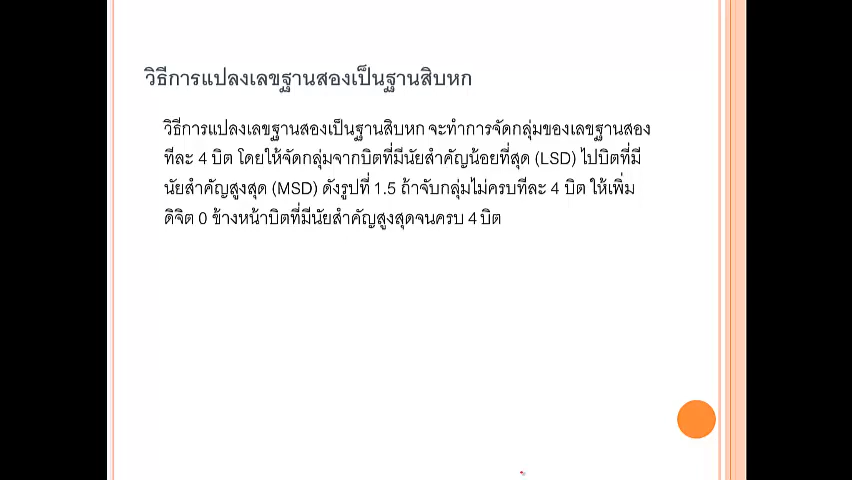 วิธีการแปลงเลขฐานสองเป็นฐานสิบหก
วิธีการแปลงเลขฐานสองเป็นฐานสิบหก จะทำการจัดกลุ่มของเลขฐานสอง
ทีละ 4 บิต โดยให้จัดกลุ่มจากบิตที่มีนัยสำคัญน้อยที่สุด (LSD) ไปบิตที่มี
นัยสำคัญสูงสุด (MSD) ดังรูปที่ 1.5 ถ้าจับกลุ่มไม่ครบทีละ 4 บิต ให้เพิ่ม
ดิจิต 0 ข้างหน้าบิตที่มีนัยสำคัญสูงสุดจนครบ 4 บิต